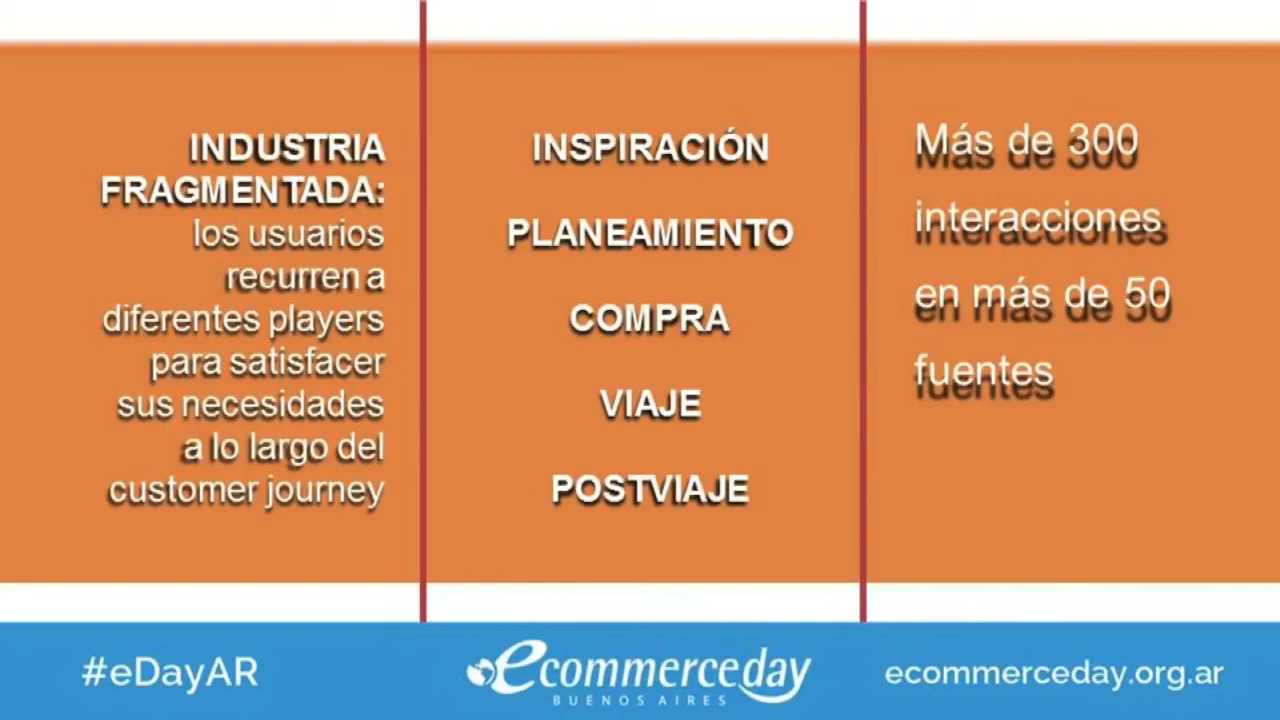 INDUSTRIA
FRAGMENTADA:
los usuarios
recurren a
diferentes players
para satisfacer
sus necesidades
a lo largo del
customer journey
INSPIRACIÓN
PLANEAMIENTO
COMPRA
VIAJE
POSTVIAJE
Más de 300
interacciones
en más de 50
fuentes
#eDayAR
ecommerceday
BUENOS AIRES
ecommerceday.org.ar